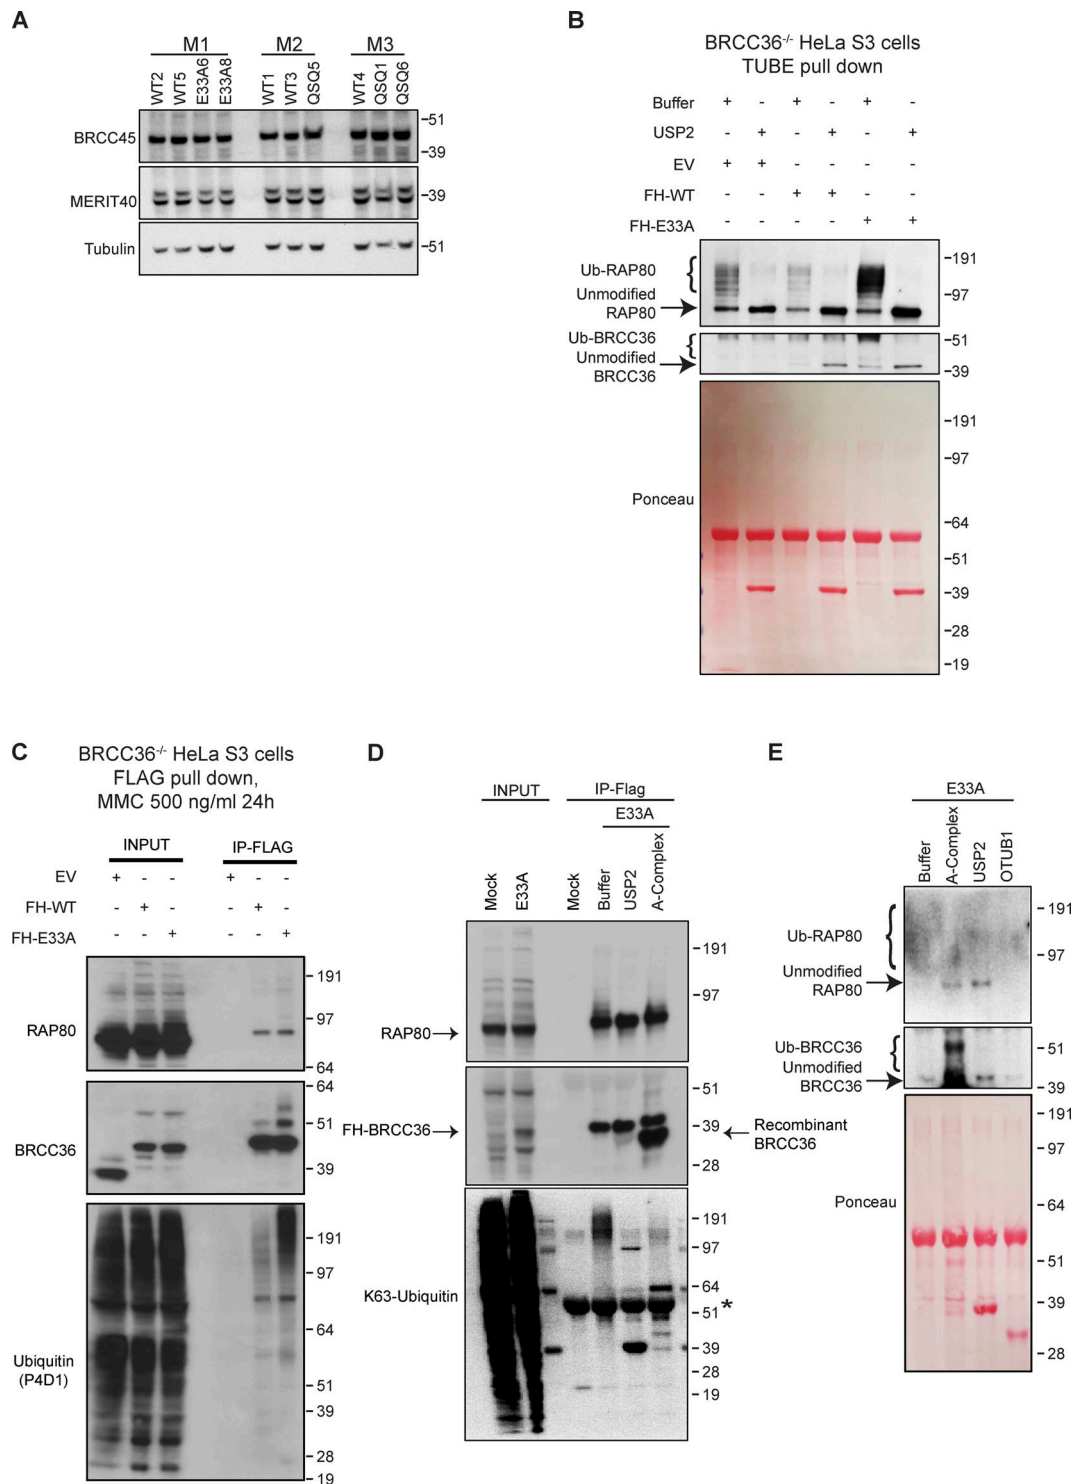 A
M1 M2 M3
WT2 WT5 E33A6 E33A8 WT1 WT3 QSQ5 WT4 QSQ1 QSQ6
BRCC45
-51
-39
MERIT40
-39
Tubulin
-51
B
BRCC36-/- HeLa S3 cells
TUBE pull down
Buffer + - + - + -
USP2 - + - + - +
EV + + - - - -
FH-WT - - + + - -
FH-E33A - - - - + +
-191
Ub-RAP80
-97
Unmodified
RAP80
Ub-BRCC36
-51
Unmodified
BRCC36
-39
-191
-97
Ponceau
-64
-51
-39
-28
-19
C
BRCC36-/- HeLa S3 cells
FLAG pull down,
MMC 500 ng/ml 24h
INPUT IP-FLAG
EV + - - + - -
FH-WT - + - - + -
FH-E33A - - + - - +
- 191
- 97
RAP80
- 64
- 64
- 51
BRCC36
- 39
- 191
- 97
- 64
Ubiquitin
(P4D1)
- 51
- 39
- 28
- 19
D
INPUT IP-Flag
E33A
Mock E33A Mock Buffer USP2 A-Complex
- 191
- 97
RAP80
51
FH-BRCC36
39
Recombinant
BRCC36
28
191
97
64
K63-Ubiquitin
51 *
39
28
19
E
E33A
Buffer A-Complex USP2 OTUB1
- 191
Ub-RAP80
- 97
Unmodified
RAP80
Ub-BRCC36
- 51
Unmodified
BRCC36
- 39
- 191
- 97
Ponceau
- 64
- 51
- 39
- 28